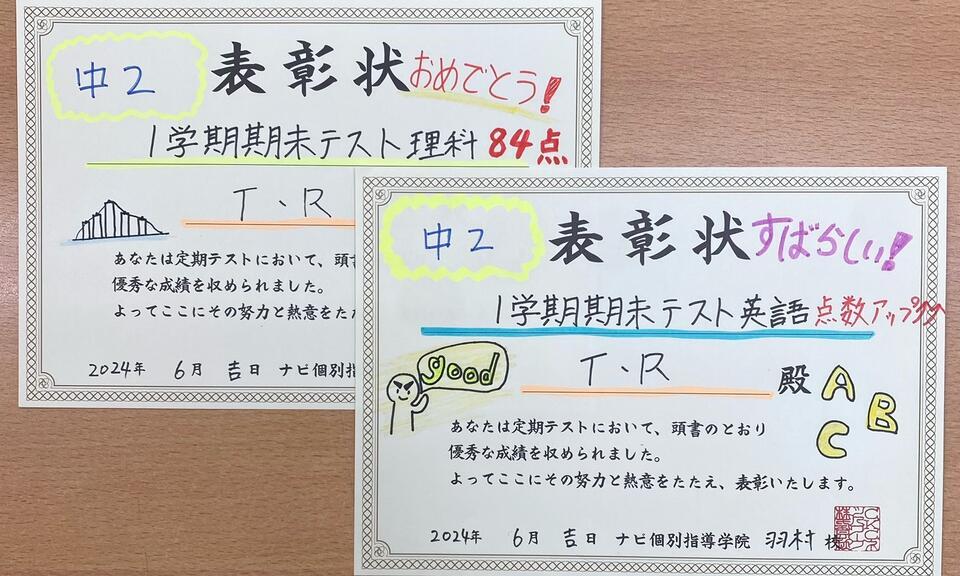 中2
表彰状おめでとう!
1学期期末テスト理科84点
T.R
あなたは定期テストにおいて、頭書
優秀な成績を収められました。
よってここにその努力と熱意をた
2024年 6月 吉日 ナビ個別指
中2
表彰状すばらしい!
1学期期末テスト英語点数アップ
T.R 殿
good
A
B
C
あなたは定期テストにおいて、頭書のとおり
優秀な成績を収められました。
よってここにその努力と熱意をたたえ、表彰いたします。
2024年 6月 吉日 ナビ個別指導学院 羽村 校